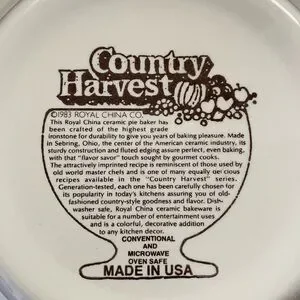 Country
Harvest
©1983 ROYAL CHINA CO.
This Royal China ceramic pie baker has
been crafted of the highest grade
ironstone for durability to give you years of baking pleasure. Made
in Sebring, Ohio, the center of the American ceramic industry, its
sturdy construction and fluted edging assure perfect, even baking,
with that "flavor savor" touch sought by gourmet cooks.
The attractively imprinted recipe is reminiscent of those used by
old world master chefs and is one of many equally delicious
recipes available in the "Country Harvest" series.
Generation-tested, each one has been carefully chosen for
its popularity in today's kitchens assuring you of old-
fashioned country-style goodness and flavor. Dish-
washer safe, Royal China ceramic bakeware is
suitable for a number of entertainment uses
and is a colorful, decorative addition
to any kitchen decor.
CONVENTIONAL
AND
MICROWAVE
OVEN SAFE
MADE IN USA